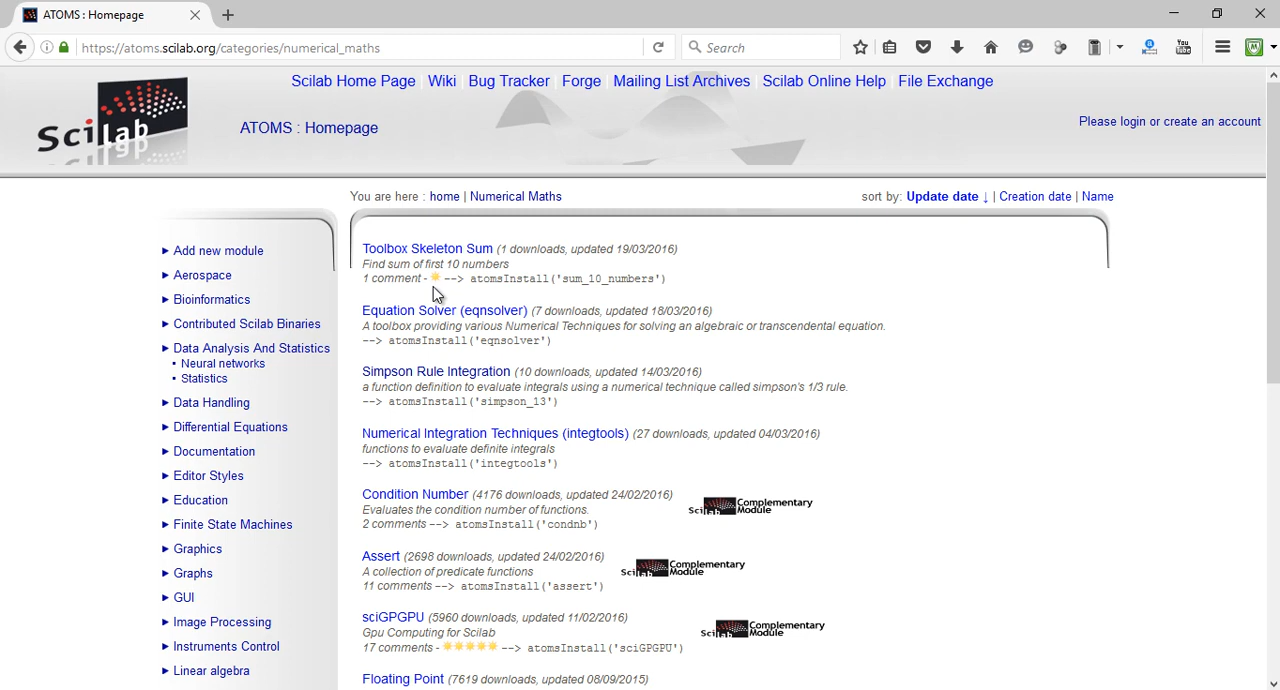 ATOMS : Homepage
https://atoms.scilab.org/categories/numerical_maths
Search
You Tube
Scilab Home Page | Wiki | Bug Tracker | Forge | Mailing List Archives | Scilab Online Help | File Exchange
Scilab
ATOMS : Homepage
Please login or create an account
You are here : home | Numerical Maths
sort by: Update date ↓ | Creation date | Name
Add new module
Aerospace
Bioinformatics
Contributed Scilab Binaries
Data Analysis And Statistics
Neural networks
Statistics
Data Handling
Differential Equations
Documentation
Editor Styles
Education
Finite State Machines
Graphics
Graphs
GUI
Image Processing
Instruments Control
Linear algebra
Toolbox Skeleton Sum (1 downloads, updated 19/03/2016)
Find sum of first 10 numbers
1 comment - --> atomsInstall('sum_10_numbers')
Equation Solver (eqnsolver) (7 downloads, updated 18/03/2016)
A toolbox providing various Numerical Techniques for solving an algebraic or transcendental equation.
--> atomsInstall('eqnsolver')
Simpson Rule Integration (10 downloads, updated 14/03/2016)
a function definition to evaluate integrals using a numerical technique called simpson's 1/3 rule.
--> atomsInstall('simpson_13')
Numerical Integration Techniques (integtools) (27 downloads, updated 04/03/2016)
functions to evaluate definite integrals
--> atomsInstall('integtools')
Condition Number (4176 downloads, updated 24/02/2016)
Evaluates the condition number of functions.
2 comments --> atomsInstall('condnb')
Scilab Complementary Module
Assert (2698 downloads, updated 24/02/2016)
A collection of predicate functions
11 comments --> atomsInstall('assert')
Scilab Complementary Module
sciGPGPU (5960 downloads, updated 11/02/2016)
Gpu Computing for Scilab
17 comments - --> atomsInstall('sciGPGPU')
Scilab Complementary Module
Floating Point (7619 downloads, updated 08/09/2015)